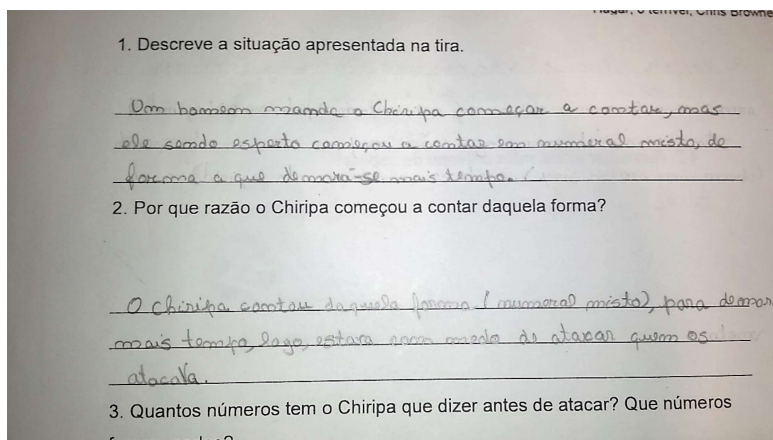 Hagar, o terrível, Chris Browne
1. Descreve a situação apresentada na tira.
Um homem manda o Chiripa começar a contar, mas
ele sendo esperto começou a contar em numeral misto, de
forma a que demorá-se mais tempo.
2. Por que razão o Chiripa começou a contar daquela forma?
O Chiripa contou daquela forma (numeral misto), para demorar
mais tempo, logo, estara com medo de atacar quem os
atacava.
3. Quantos números tem o Chiripa que dizer antes de atacar? Que números